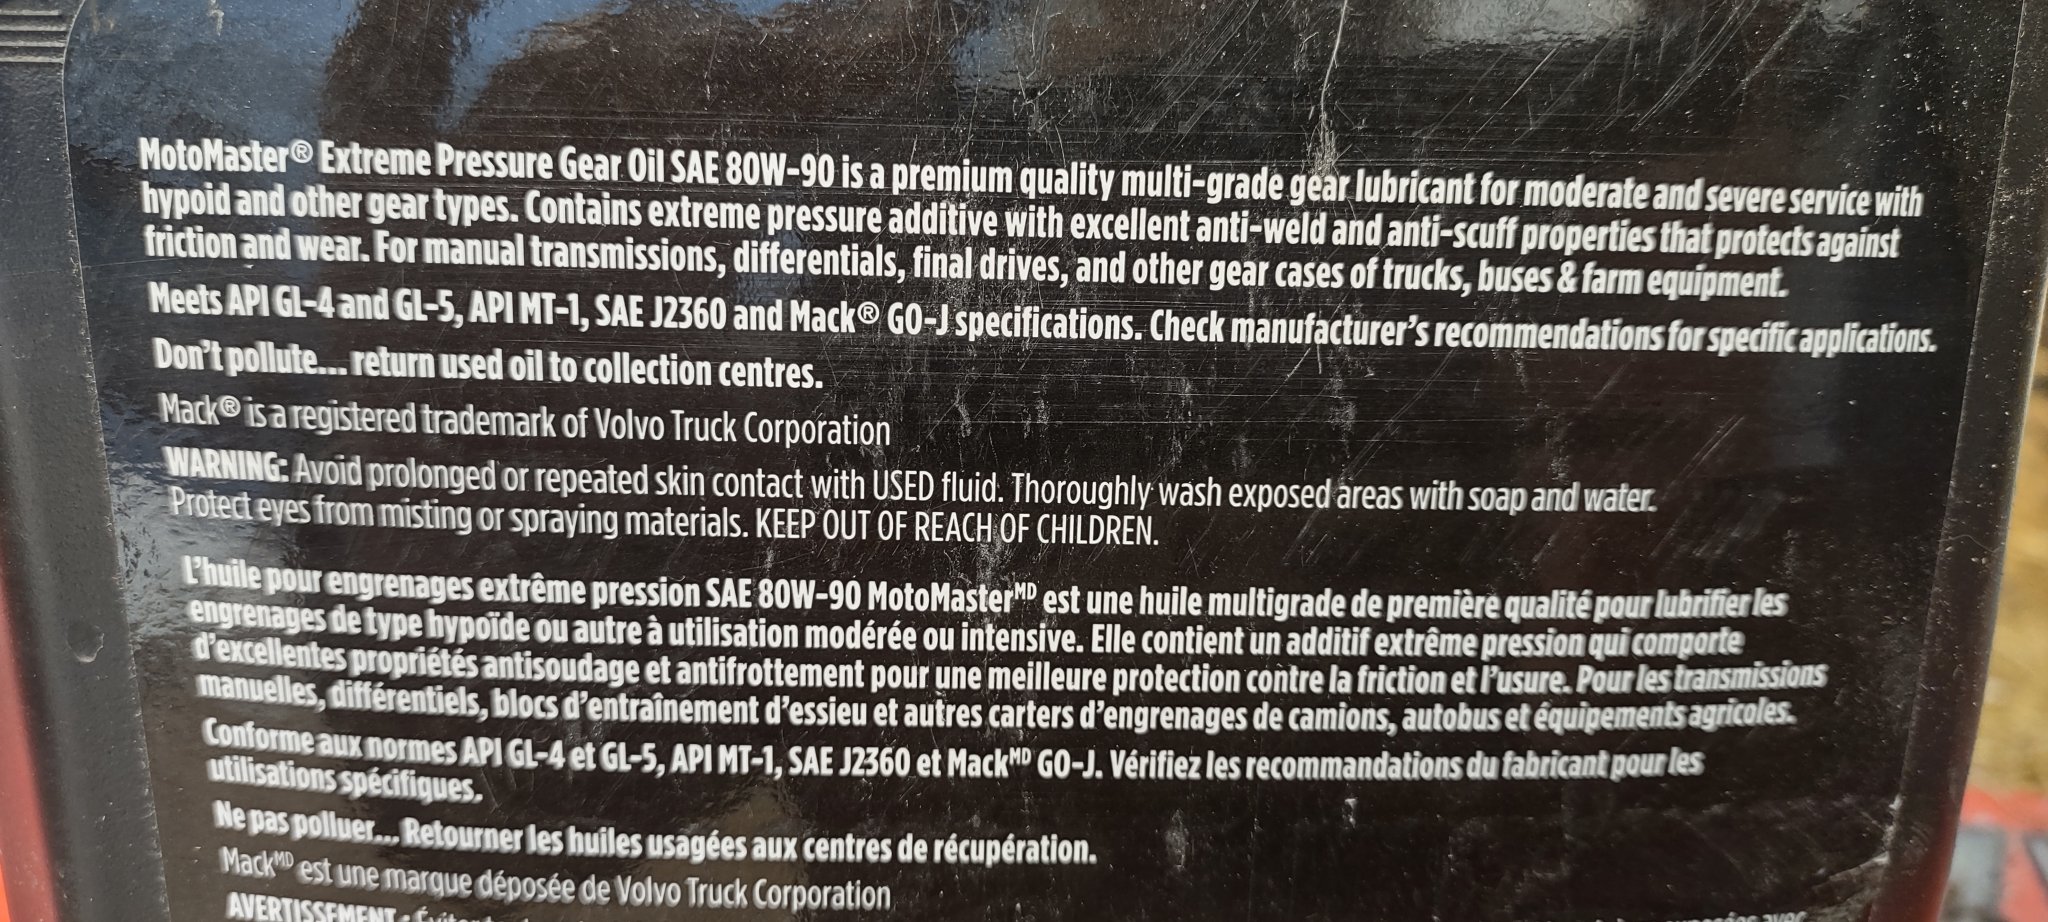 MotoMaster® Extreme Pressure Gear Oil SAE 80W-90 is a premium quality multi-grade gear lubricant for moderate and severe service with
hypoid and other gear types. Contains extreme pressure additive with excellent anti-weld and anti-scuff properties that protects against
friction and wear. For manual transmissions, differentials, final drives, and other gear cases of trucks, buses & farm equipment.
Meets API GL-4 and GL-5, API MT-1, SAE J2360 and Mack® GO-J specifications. Check manufacturer's recommendations for specific applications.
Don't pollute... return used oil to collection centres.
Mack® is a registered trademark of Volvo Truck Corporation
WARNING: Avoid prolonged or repeated skin contact with USED fluid. Thoroughly wash exposed areas with soap and water.
Protect eyes from misting or spraying materials. KEEP OUT OF REACH OF CHILDREN.
L'huile pour engrenages extrême pression SAE 80W-90 MotoMasterᴹᴰ est une huile multigrade de première qualité pour lubrifier les
engrenages de type hypoïde ou autre à utilisation modérée ou intensive. Elle contient un additif extrême pression qui comporte
d'excellentes propriétés antisoudage et antifrottement pour une meilleure protection contre la friction et l'usure. Pour les transmissions
manuelles, différentiels, blocs d'entraînement d'essieu et autres carters d'engrenages de camions, autobus et équipements agricoles.
Conforme aux normes API GL-4 et GL-5, API MT-1, SAE J2360 et Mackᴹᴰ GO-J. Vérifiez les recommandations du fabricant pour les
utilisations spécifiques.
Ne pas polluer... Retourner les huiles usagées aux centres de récupération.
Mackᴹᴰ est une marque déposée de Volvo Truck Corporation
AVERTISSEMENT :